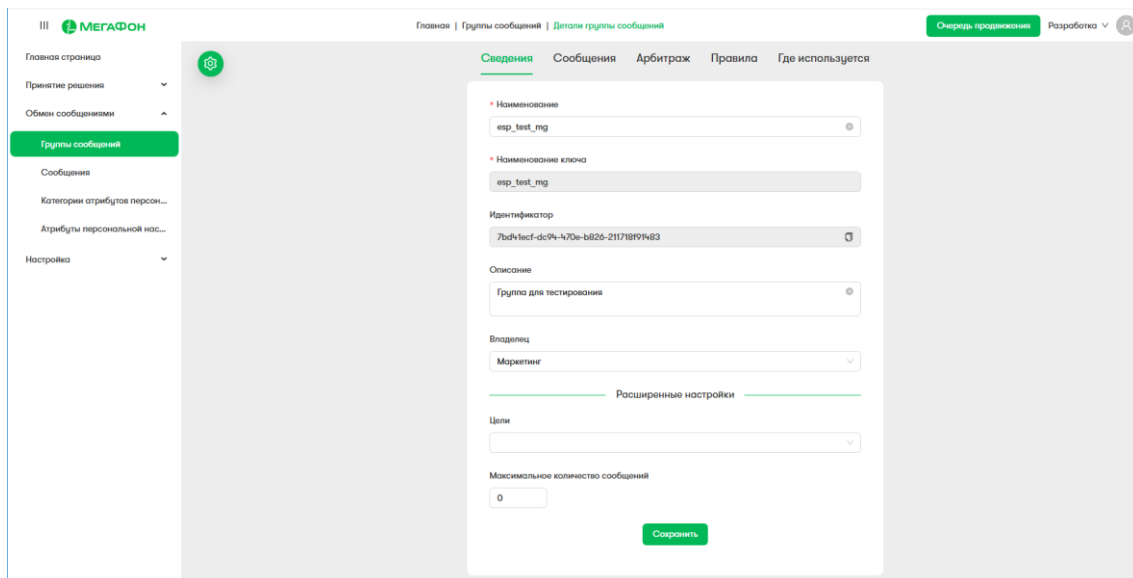 МЕГАФОН
Главная | Группы сообщений | Детали группы сообщений
Очередь продвижения
Разработка
Главная страница
Принятие решения
Обмен сообщениями
Группы сообщений
Сообщения
Категории атрибутов персон...
Атрибуты персональной нас...
Настройка
Сведения Сообщения Арбитраж Правила Где используется
* Наименование
esp_test_mg
* Наименование ключа
esp_test_mg
Идентификатор
7bd41ecf-dc94-470e-b826-211718f91483
Описание
Группа для тестирования
Владелец
Маркетинг
Расширенные настройки
Цели
Максимальное количество сообщений
0
Сохранить